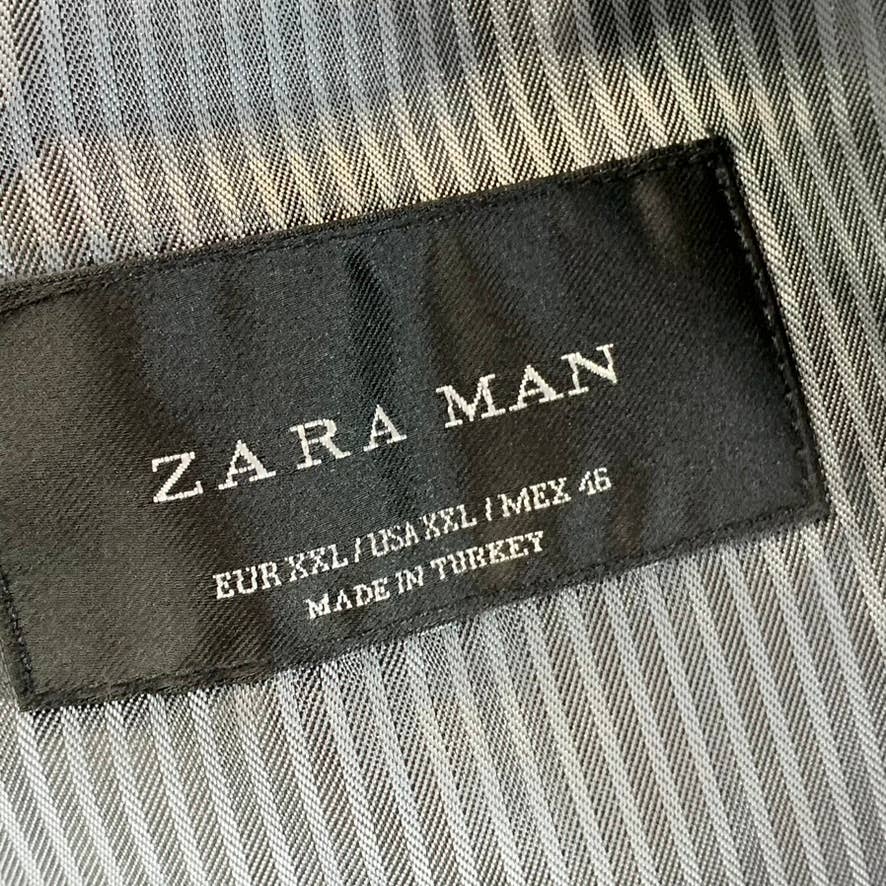 ZARA MAN
EUR XXL / USA XXL / MEX 46
MADE IN TURKEY